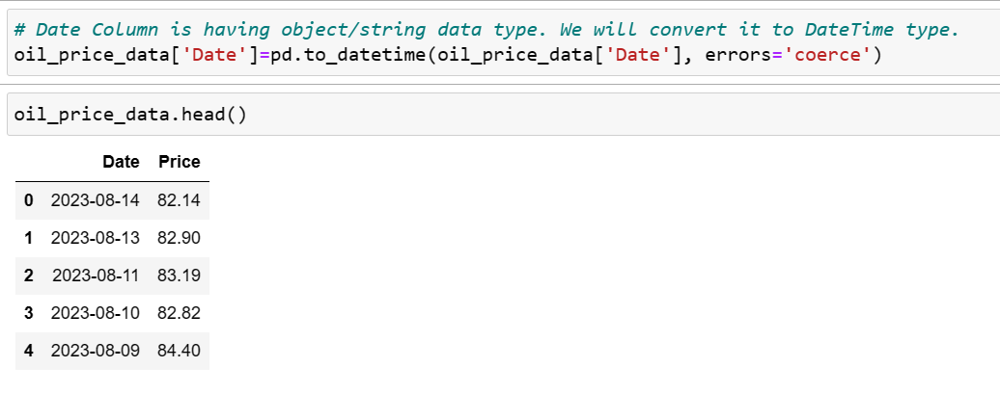 # Date Column is having object/string data type. We will convert it to DateTime type.
oil_price_data['Date']=pd.to_datetime(oil_price_data['Date'], errors='coerce')
oil_price_data.head()
Date Price
0 2023-08-14 82.14
1 2023-08-13 82.90
2 2023-08-11 83.19
3 2023-08-10 82.82
4 2023-08-09 84.40